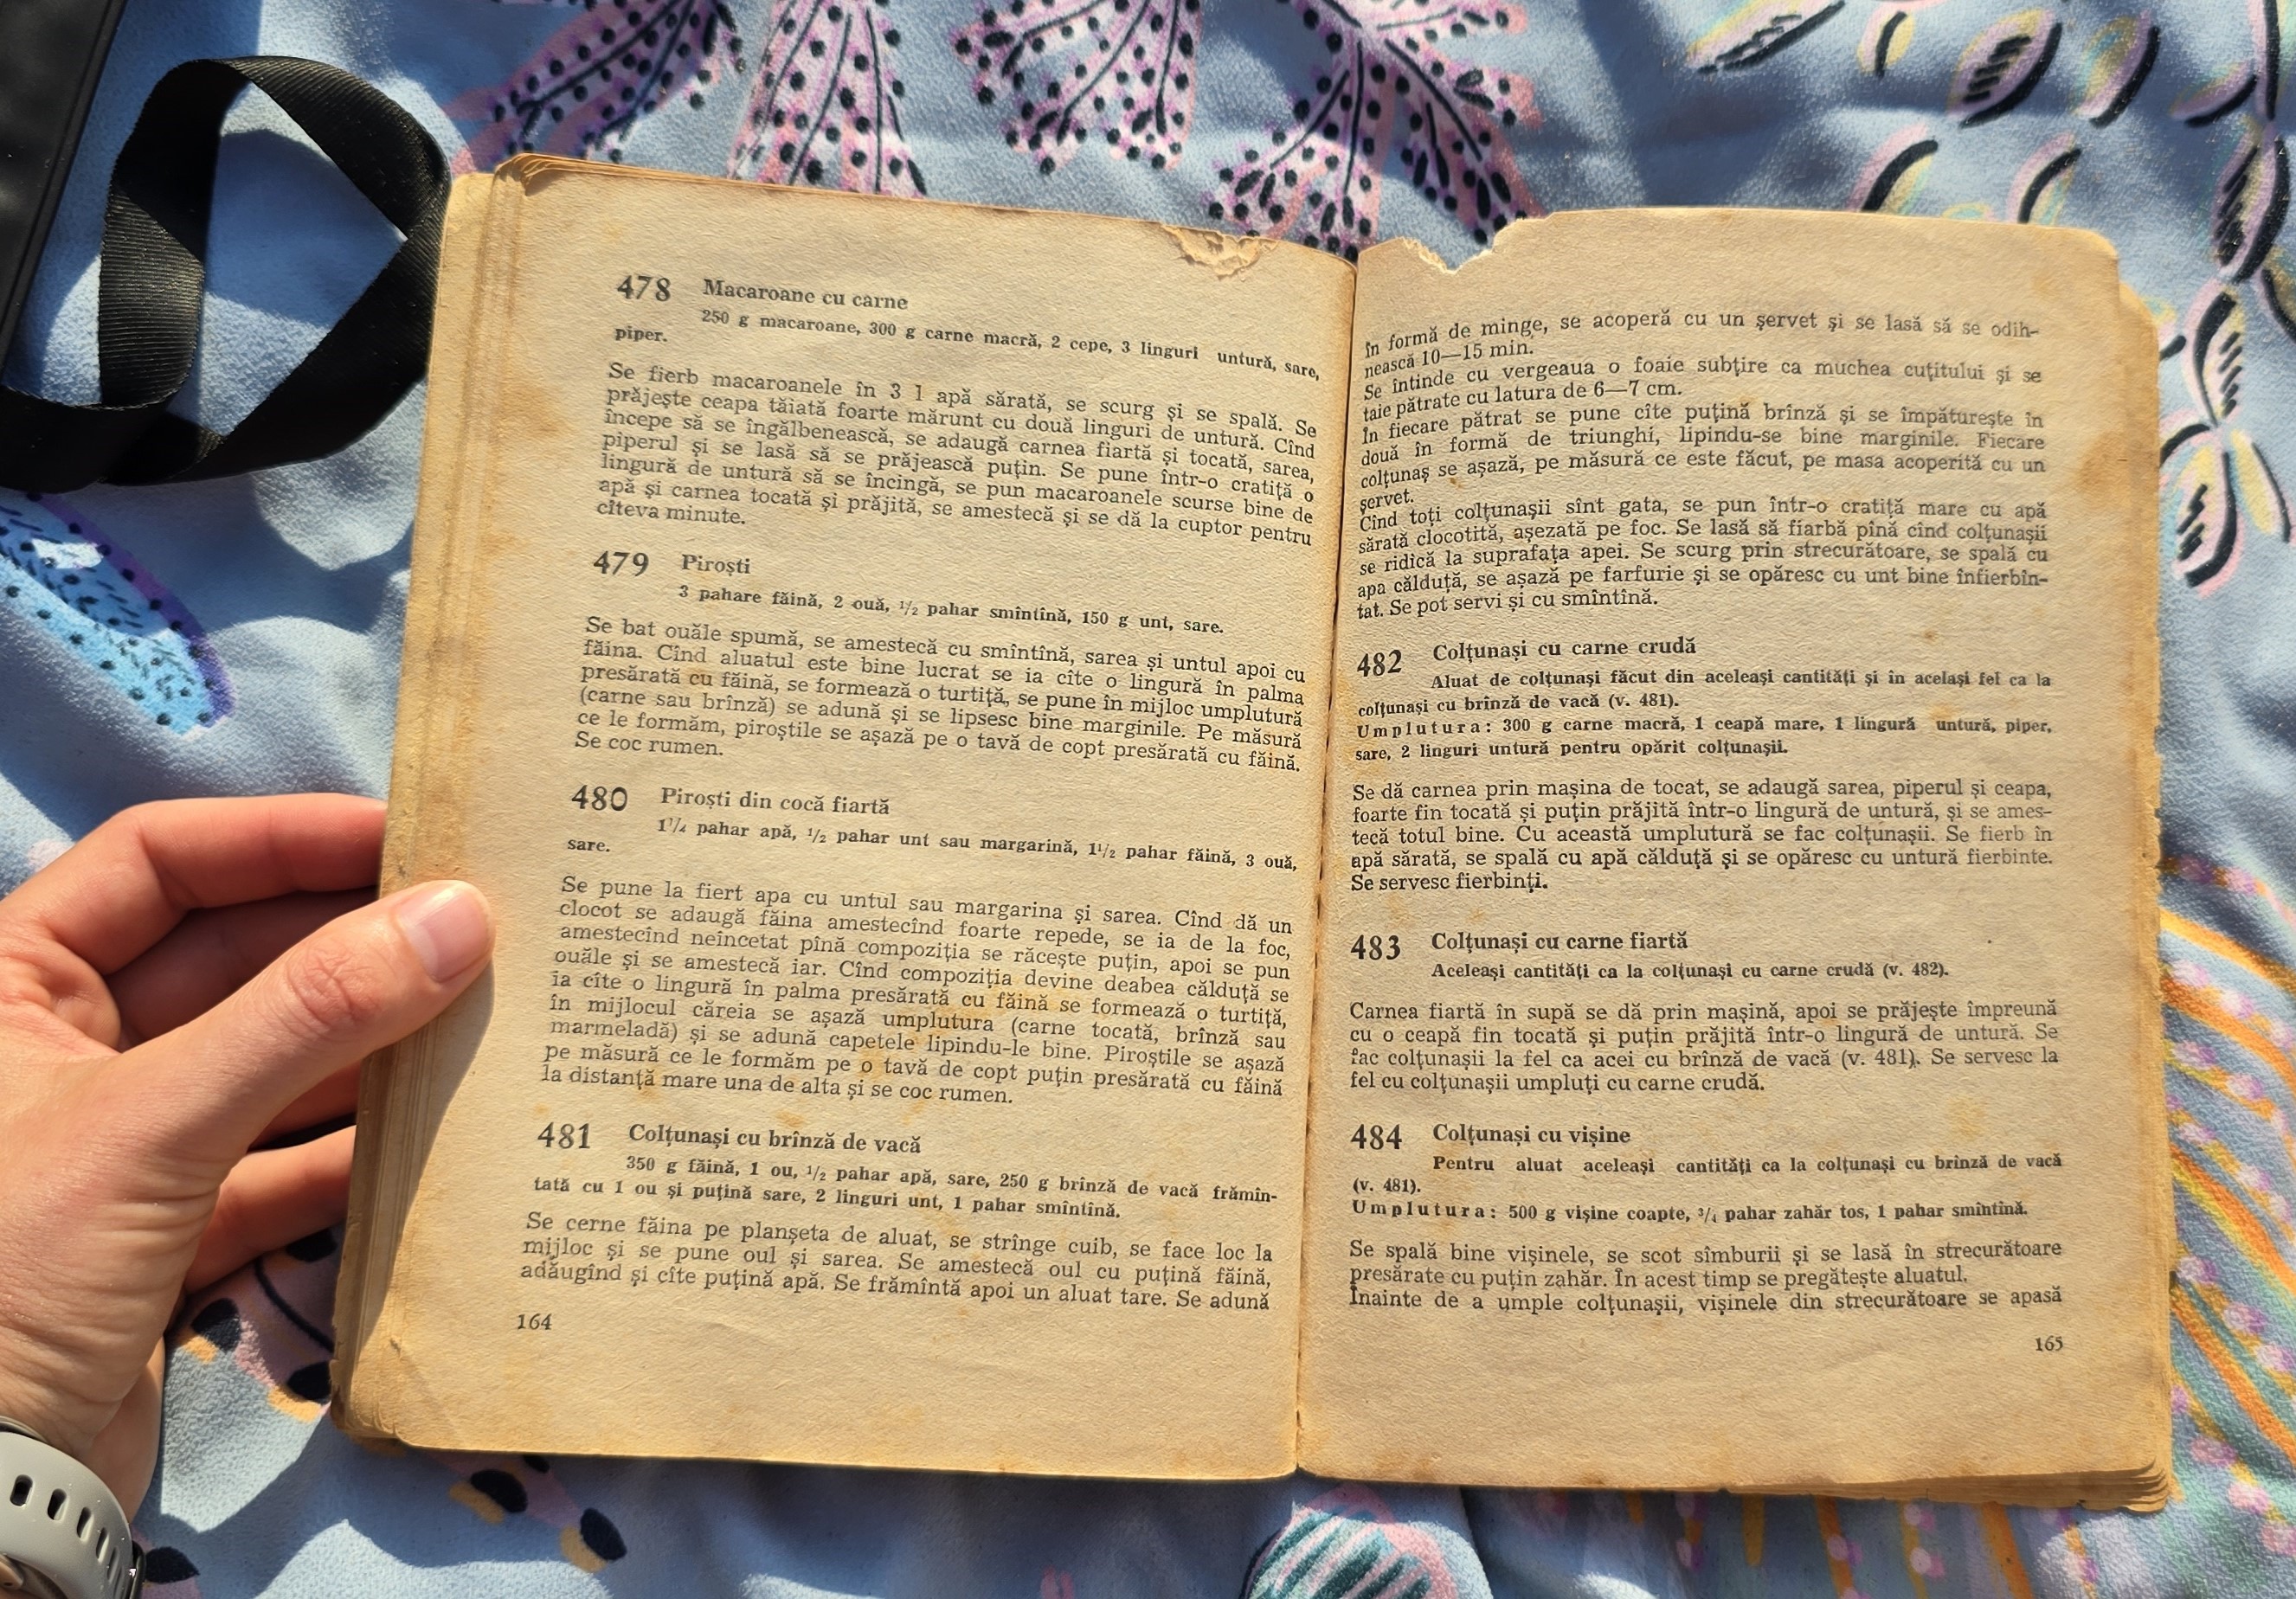 478 Macaroane cu carne
250 g macaroane, 300 g carne macră, 2 cepe, 3 linguri untură, sare,
piper.
Se fierb macaroanele în 3 l apă sărată, se scurg și se spală. Se
prăjește ceapa tăiată foarte mărunt cu două linguri de untură. Cînd
începe să se îngălbenească, se adaugă carnea fiartă și tocată, sarea,
piperul și se lasă să se prăjească puțin. Se pune într-o cratiță o
lingură de untură să se încingă, se pun macaroanele scurse bine de
apă și carnea tocată și prăjită, se amestecă și se dă la cuptor pentru
cîteva minute.
479 Piroști
3 pahare făină, 2 ouă, 1/2 pahar smîntînă, 150 g unt, sare.
Se bat ouăle spumă, se amestecă cu smîntînă, sarea și untul apoi cu
făina. Cînd aluatul este bine lucrat se ia cîte o lingură în palma
presărată cu făină, se formează o turtiță, se pune în mijloc umplutură
(carne sau brînză) se adună și se lipsesc bine marginile. Pe măsură
ce le formăm, piroștile se așază pe o tavă de copt presărată cu făină.
Se coc rumen.
480 Piroști din cocă fiartă
1 1/4 pahar apă, 1/2 pahar unt sau margarină, 1 1/2 pahar făină, 3 ouă,
sare.
Se pune la fiert apa cu untul sau margarina și sarea. Cînd dă un
clocot se adaugă făina amestecînd foarte repede, se ia de la foc,
amestecînd neîncetat pînă compoziția se răcește puțin, apoi se pun
ouăle și se amestecă iar. Cînd compoziția devine deabea călduță se
ia cîte o lingură în palma presărată cu făină se formează o turtiță,
în mijlocul căreia se așază umplutura (carne tocată, brînză sau
marmeladă) și se adună capetele lipindu-le bine. Piroștile se așază
pe măsură ce le formăm pe o tavă de copt puțin presărată cu făină
la distanță mare una de alta și se coc rumen.
481 Colțunași cu brînză de vacă
350 g făină, 1 ou, 1/2 pahar apă, sare, 250 g brînză de vacă frămîn-
tată cu 1 ou și puțină sare, 2 linguri unt, 1 pahar smîntînă.
Se cerne făina pe planșeta de aluat, se strînge cuib, se face loc la
mijloc și se pune oul și sarea. Se amestecă oul cu puțină făină,
adăugînd și cîte puțină apă. Se frămîntă apoi un aluat tare. Se adună
164
în formă de minge, se acoperă cu un șervet și se lasă să se odih-
nească 10—15 min.
Se întinde cu vergeaua o foaie subțire ca muchea cuțitului și se
taie pătrate cu latura de 6—7 cm.
În fiecare pătrat se pune cîte puțină brînză și se împăturește în
două în formă de triunghi, lipindu-se bine marginile. Fiecare
colțunaș se așază, pe măsură ce este făcut, pe masa acoperită cu un
șervet.
Cînd toți colțunașii sînt gata, se pun într-o cratiță mare cu apă
sărată clocotită, așezată pe foc. Se lasă să fiarbă pînă cînd colțunașii
se ridică la suprafața apei. Se scurg prin strecurătoare, se spală cu
apa călduță, se așază pe farfurie și se opăresc cu unt bine înfierbîn-
tat. Se pot servi și cu smîntînă.
482 Colțunași cu carne crudă
Aluat de colțunași făcut din aceleași cantități și în același fel ca la
colțunași cu brînză de vacă (v. 481).
Umplutura: 300 g carne macră, 1 ceapă mare, 1 lingură untură, piper,
sare, 2 linguri untură pentru opărit colțunașii.
Se dă carnea prin mașina de tocat, se adaugă sarea, piperul și ceapa,
foarte fin tocată și puțin prăjită într-o lingură de untură, și se ames-
tecă totul bine. Cu această umplutură se fac colțunașii. Se fierb în
apă sărată, se spală cu apă călduță și se opăresc cu untură fierbinte.
Se servesc fierbinți.
483 Colțunași cu carne fiartă
Aceleași cantități ca la colțunași cu carne crudă (v. 482).
Carnea fiartă în supă se dă prin mașină, apoi se prăjește împreună
cu o ceapă fin tocată și puțin prăjită într-o lingură de untură. Se
fac colțunașii la fel ca acei cu brînză de vacă (v. 481). Se servesc la
fel cu colțunașii umpluți cu carne crudă.
484 Colțunași cu vișine
Pentru aluat aceleași cantități ca la colțunași cu brînză de vacă
(v. 481).
Umplutura: 500 g vișine coapte, 3/4 pahar zahăr tos, 1 pahar smîntînă.
Se spală bine vișinele, se scot sîmburii și se lasă în strecurătoare
presărate cu puțin zahăr. În acest timp se pregătește aluatul.
Înainte de a umple colțunașii, vișinele din strecurătoare se apasă
165